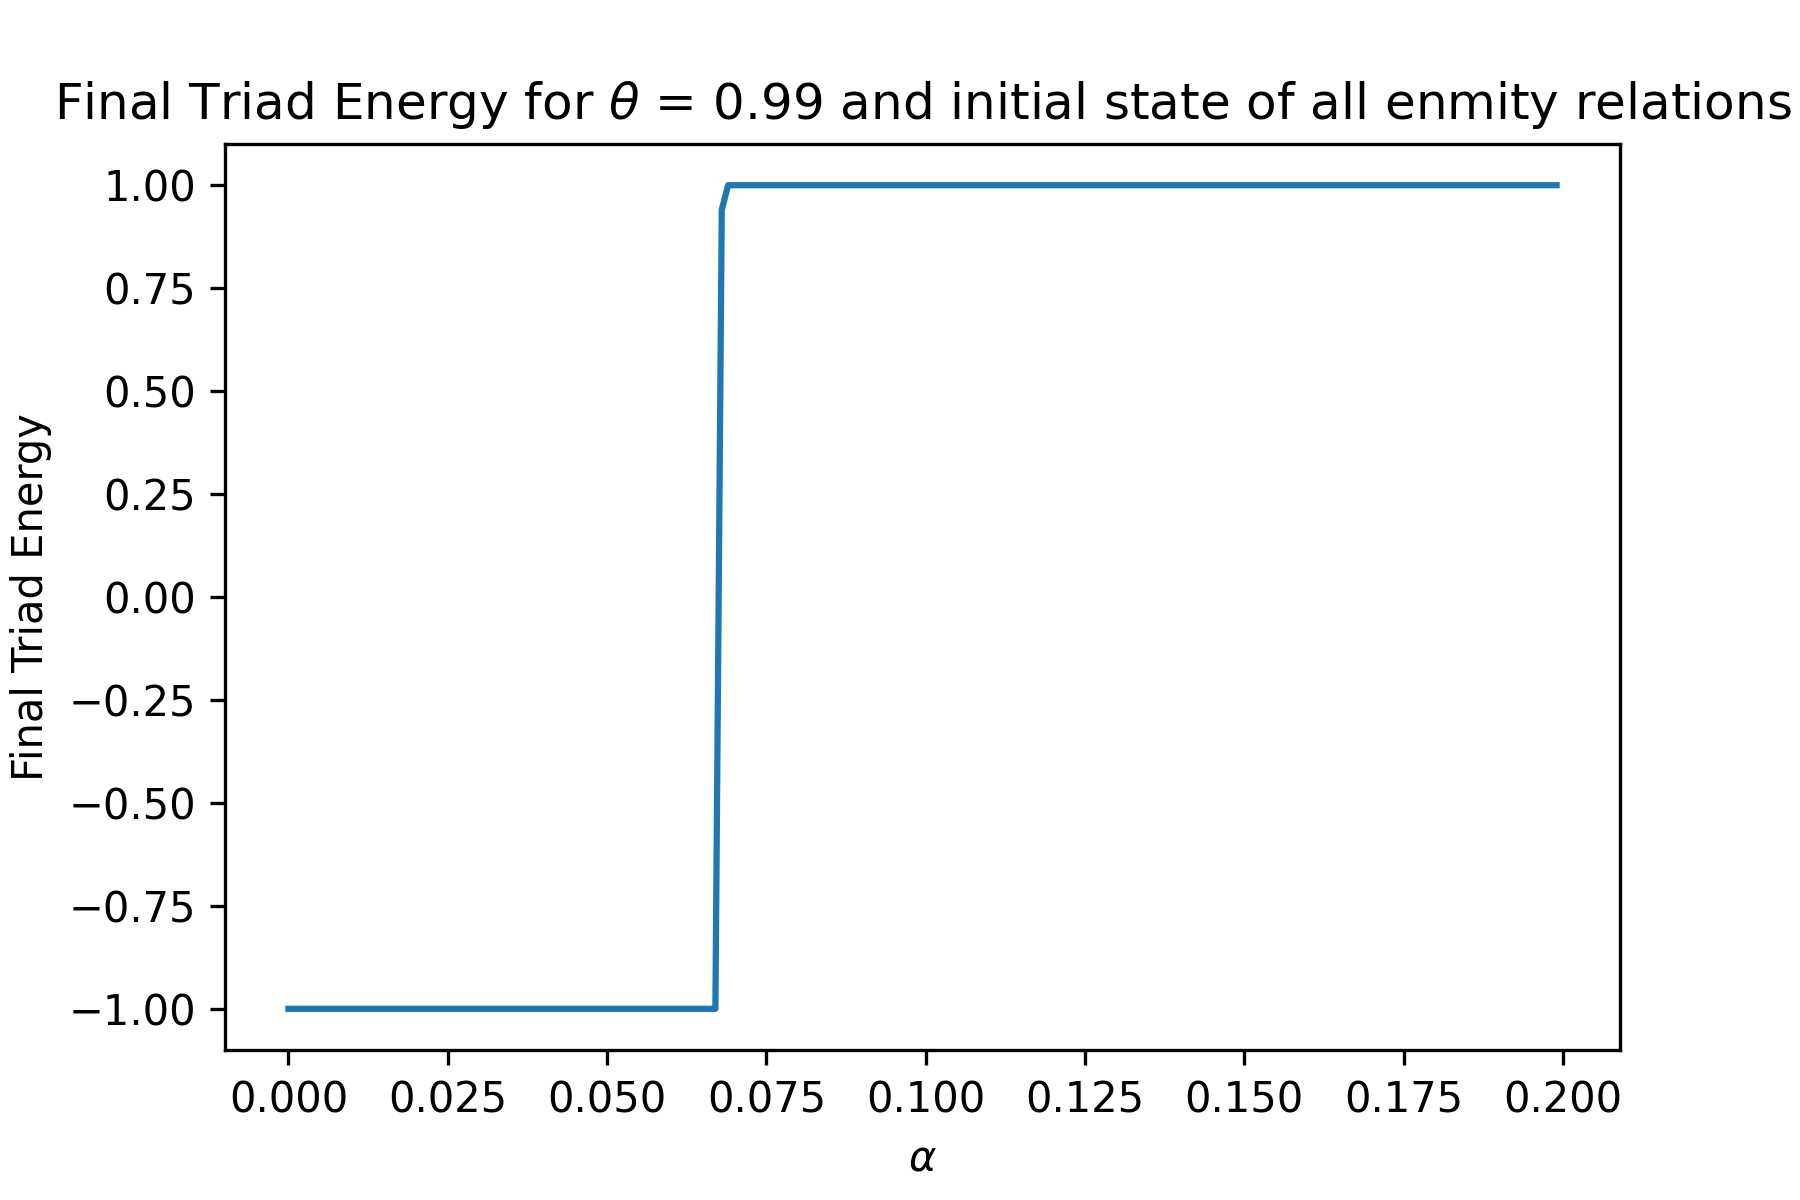 Final Triad Energy for θ = 0.99 and initial state of all enmity relations
Final Triad Energy
1.00
0.75
0.50
0.25
0.00
−0.25
−0.50
−0.75
−1.00
0.000 0.025 0.050 0.075 0.100 0.125 0.150 0.175 0.200
α